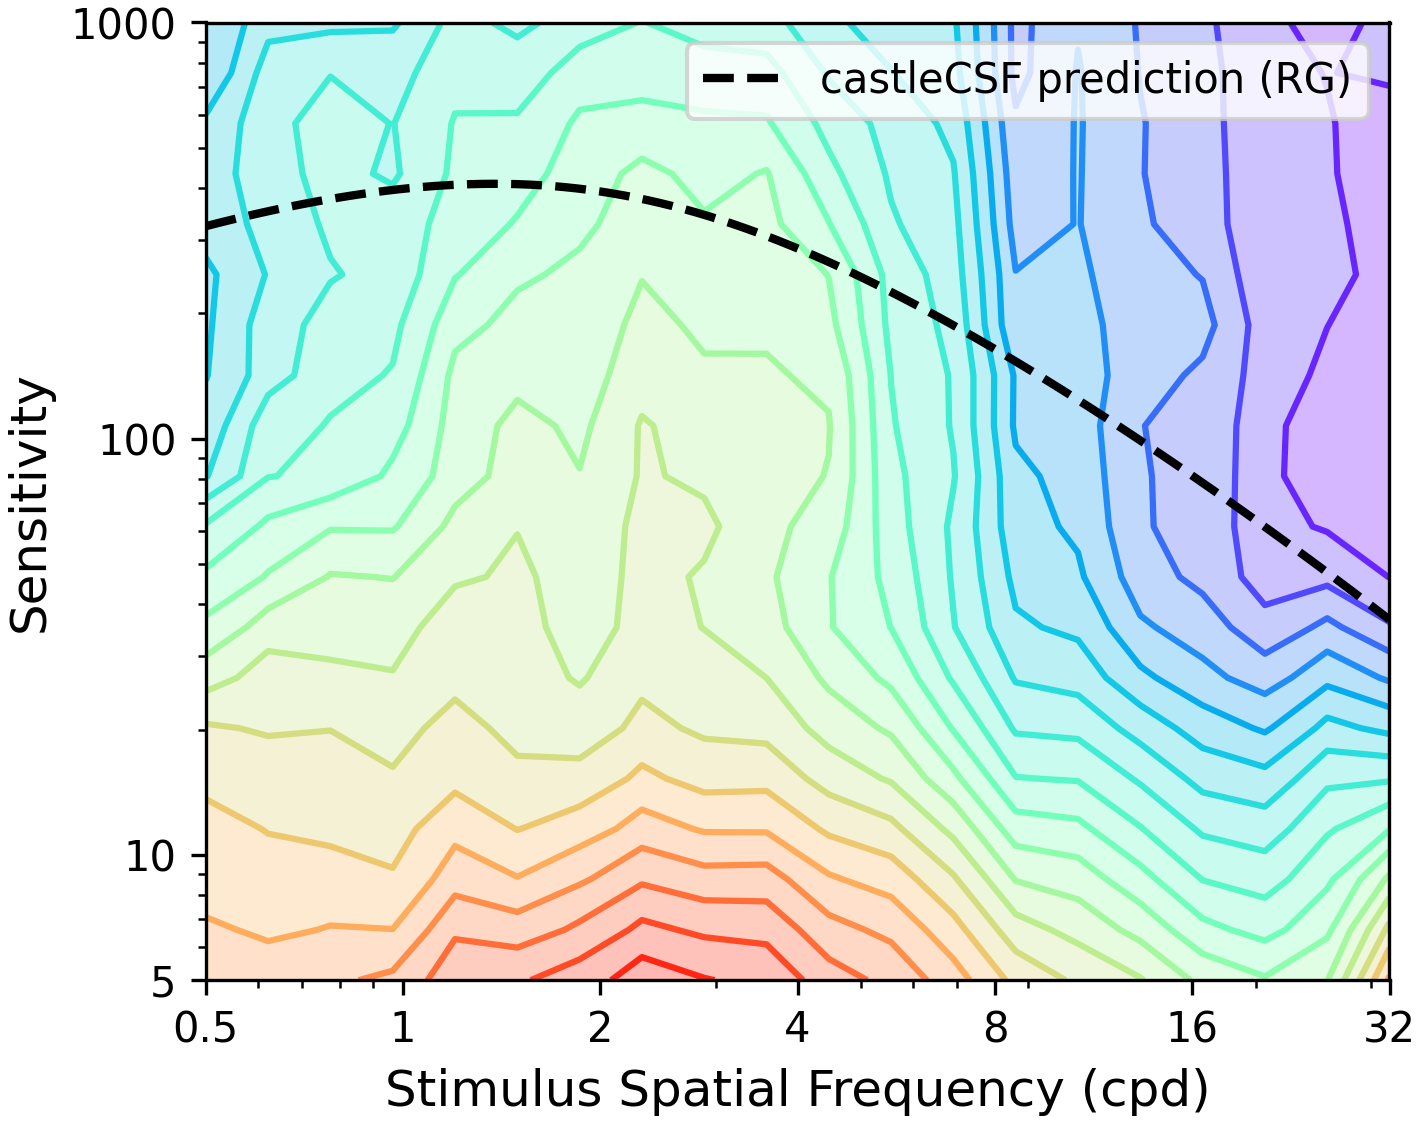 1000
castleCSF prediction (RG)
Sensitivity
100
10
5
0.5 1 2 4 8 16 32
Stimulus Spatial Frequency (cpd)